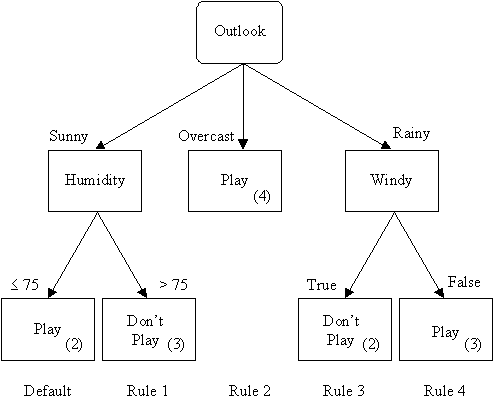 Outlook
Sunny
Overcast
Rainy
Humidity
Play
(4)
Windy
≤ 75
> 75
True
False
Play
(2)
Don't
Play (3)
Don't
Play (2)
Play
(3)
Default
Rule 1
Rule 2
Rule 3
Rule 4